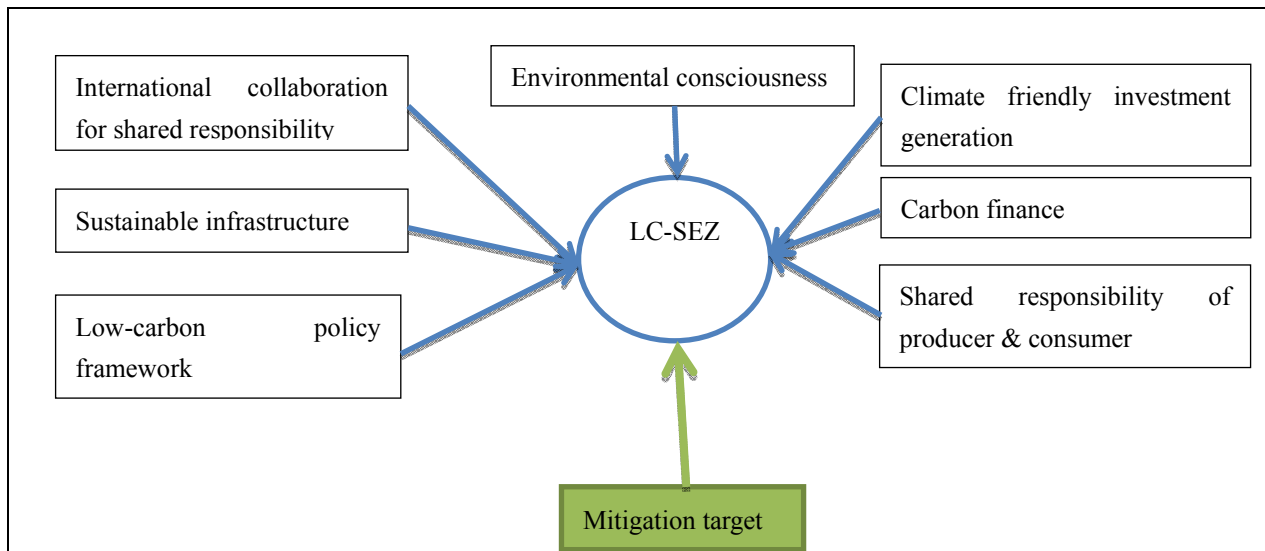 International collaboration
for shared responsibility
Environmental consciousness
Climate friendly investment
generation
Sustainable infrastructure
LC-SEZ
Carbon finance
Low-carbon policy
framework
Shared responsibility of
producer & consumer
Mitigation target